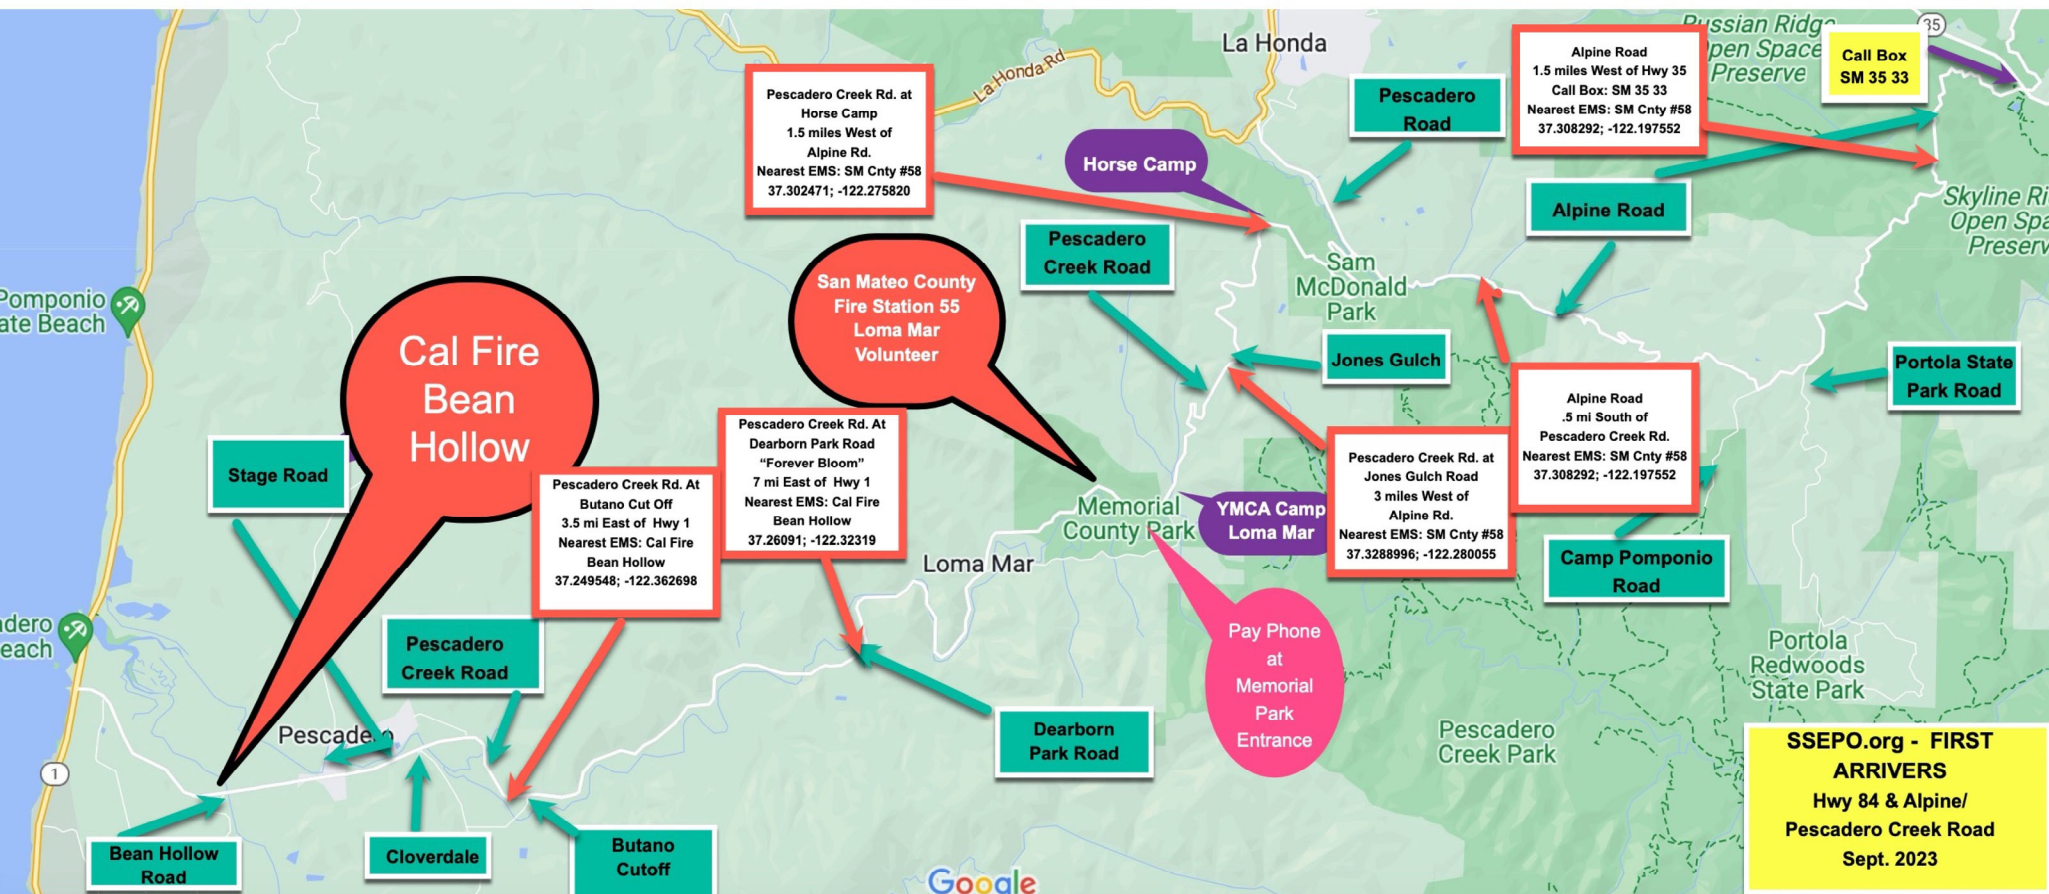 La Honda
La Honda Rd
Russian Ridge
Open Space
Preserve
35
Call Box
SM 35 33
Alpine Road
1.5 miles West of Hwy 35
Call Box: SM 35 33
Nearest EMS: SM Cnty #58
37.308292; -122.197552
Pescadero Creek Rd. at
Horse Camp
1.5 miles West of
Alpine Rd.
Nearest EMS: SM Cnty #58
37.302471; -122.275820
Pescadero
Road
Horse Camp
Alpine Road
Skyline Ri
Open Spa
Preserv
Pescadero
Creek Road
Sam
McDonald
Park
San Mateo County
Fire Station 55
Loma Mar
Volunteer
Pomponio
ate Beach
Cal Fire
Bean
Hollow
Jones Gulch
Portola State
Park Road
Alpine Road
.5 mi South of
Pescadero Creek Rd.
Nearest EMS: SM Cnty #58
37.308292; -122.197552
Stage Road
Pescadero Creek Rd. At
Dearborn Park Road
“Forever Bloom”
7 mi East of Hwy 1
Nearest EMS: Cal Fire
Bean Hollow
37.26091; -122.32319
Pescadero Creek Rd. at
Jones Gulch Road
3 miles West of
Alpine Rd.
Nearest EMS: SM Cnty #58
37.3288996; -122.280055
Pescadero Creek Rd. At
Butano Cut Off
3.5 mi East of Hwy 1
Nearest EMS: Cal Fire
Bean Hollow
37.249548; -122.362698
Memorial
County Park
YMCA Camp
Loma Mar
Loma Mar
Camp Pomponio
Road
adero
each
Pescadero
Creek Road
Pay Phone
at
Memorial
Park
Entrance
Portola
Redwoods
State Park
Pescadero
Dearborn
Park Road
Pescadero
Creek Park
1
SSEPO.org - FIRST
ARRIVERS
Hwy 84 & Alpine/
Pescadero Creek Road
Sept. 2023
Bean Hollow
Road
Cloverdale
Butano
Cutoff
Google